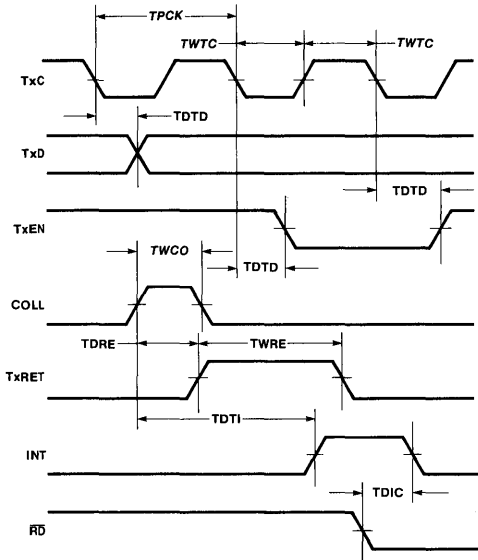 TPCK
TWTC
TWTC
TxC
TDTD
TxD
TDTD
TxEN
TWCO
TDTD
COLL
TDRE
TWRE
TxRET
TDTI
INT
TDIC
RD